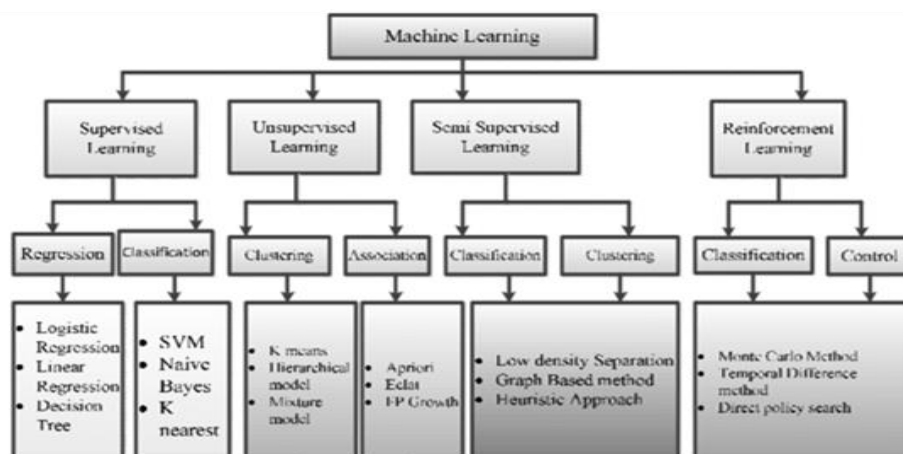 Machine Learning
Supervised
Learning
Unsupervised
Learning
Semi Supervised
Learning
Reinforcement
Learning
Regression
Classification
Clustering
Association
Classification
Clustering
Classification
Control
• Logistic
Regression
• Linear
Regression
• Decision
Tree
• SVM
• Naive
Bayes
• K
nearest
• K means
• Hierarchical
model
• Mixture
model
• Apriori
• Eclat
• FP Growth
• Low density Separation
• Graph Based method
• Heuristic Approach
• Monte Carlo Method
• Temporal Difference
method
• Direct policy search